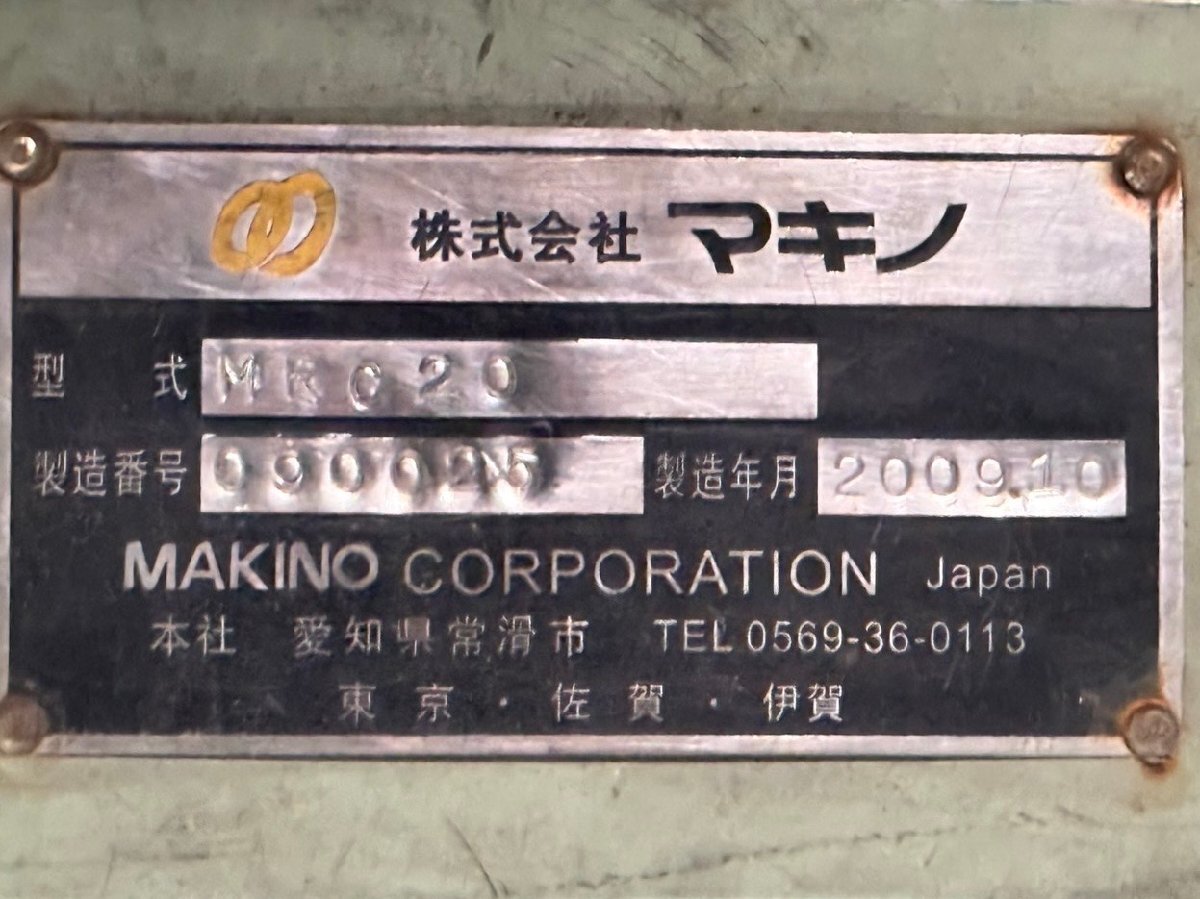 株式会社 マキノ
型 式 MRC20
製造番号 090025 製造年月 2009.10
MAKINO CORPORATION Japan
本社 愛知県常滑市 TEL 0569-36-0113
東京・佐賀・伊賀